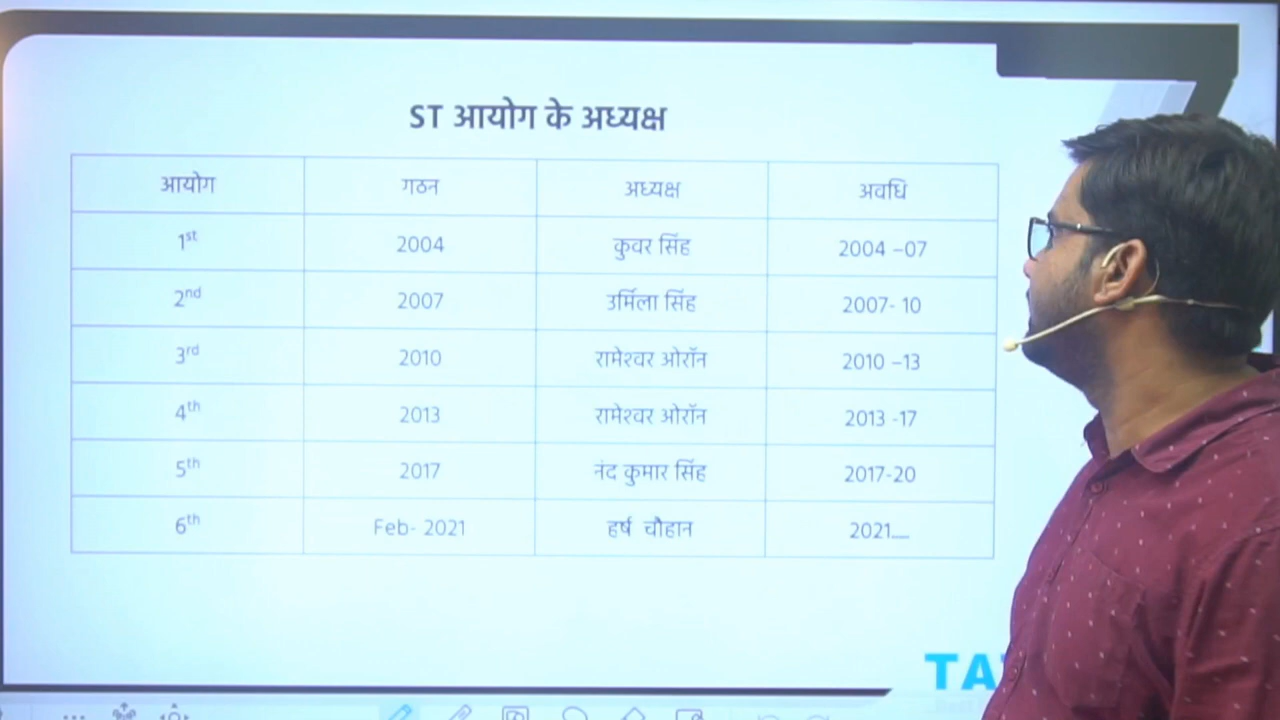 ST आयोग के अध्यक्ष
आयोग गठन अध्यक्ष अवधि
1st 2004 कुवर सिंह 2004 –07
2nd 2007 उर्मिला सिंह 2007- 10
3rd 2010 रामेश्वर ओरॉन 2010 –13
4th 2013 रामेश्वर ओरॉन 2013 -17
5th 2017 नंद कुमार सिंह 2017-20
6th Feb- 2021 हर्ष चौहान 2021__